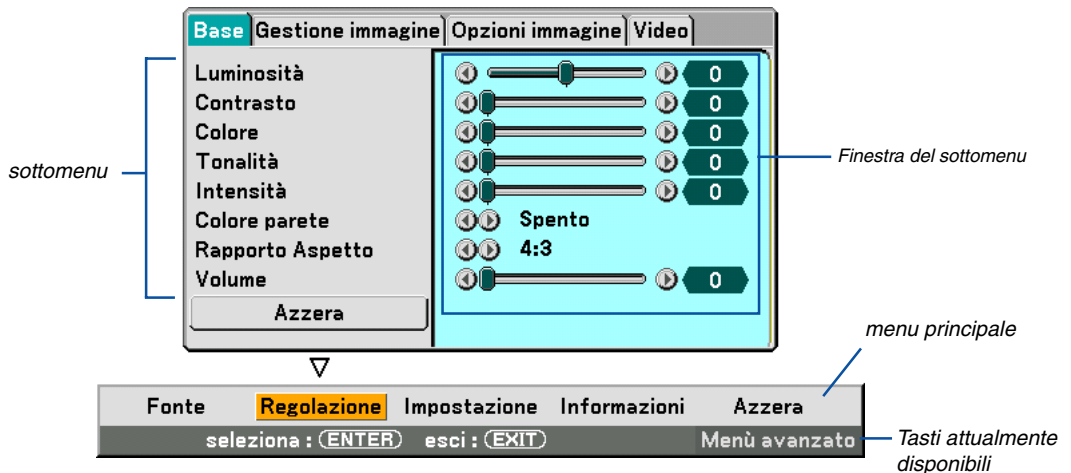 Base Gestione immagine Opzioni immagine Video
Luminosità 0
Contrasto 0
Colore 0
Tonalità 0
Intensità 0
Colore parete Spento
Rapporto Aspetto 4:3
Volume 0
Azzera
sottomenu
Finestra del sottomenu
menu principale
Fonte Regolazione Impostazione Informazioni Azzera
seleziona : ENTER esci : EXIT Menù avanzato
Tasti attualmente
disponibili